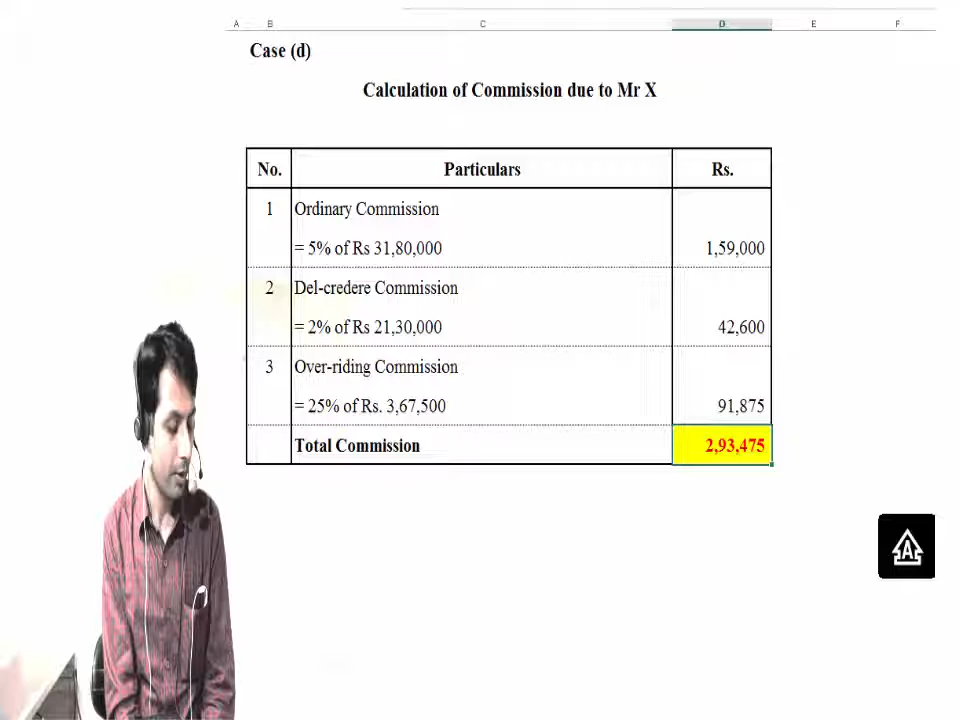 A B C D E F
Case (d)
Calculation of Commission due to Mr X
No. Particulars Rs.
1 Ordinary Commission
= 5% of Rs 31,80,000 1,59,000
2 Del-credere Commission
= 2% of Rs 21,30,000 42,600
3 Over-riding Commission
= 25% of Rs. 3,67,500 91,875
Total Commission 2,93,475
A